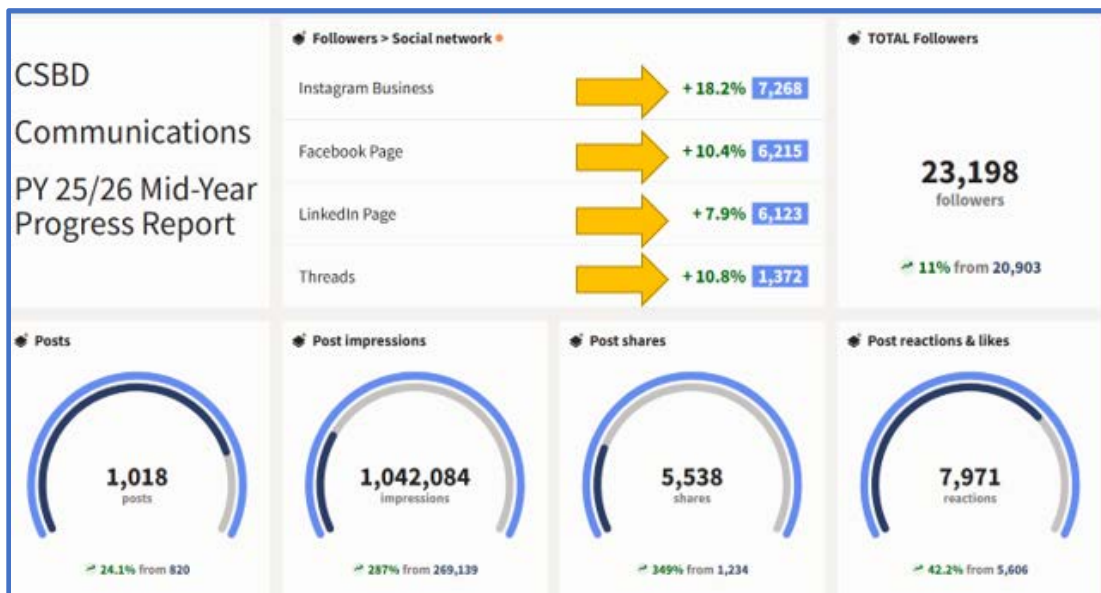 CSBD
Communications
PY 25/26 Mid-Year
Progress Report
Followers > Social network
Instagram Business +18.2% 7,268
Facebook Page +10.4% 6,215
LinkedIn Page +7.9% 6,123
Threads +10.8% 1,372
TOTAL Followers
23,198
followers
11% from 20,903
Posts
1,018
posts
24.1% from 820
Post impressions
1,042,084
impressions
287% from 269,139
Post shares
5,538
shares
349% from 1,234
Post reactions & likes
7,971
reactions
42.2% from 5,606